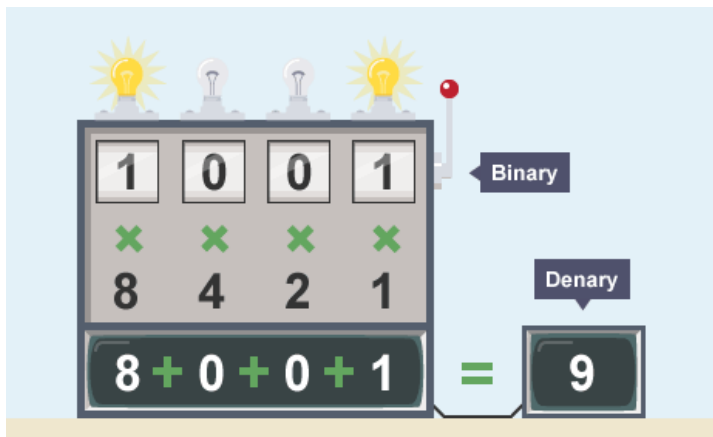 1 0 0 1
Binary
× × × ×
8 4 2 1
Denary
8 + 0 + 0 + 1 = 9